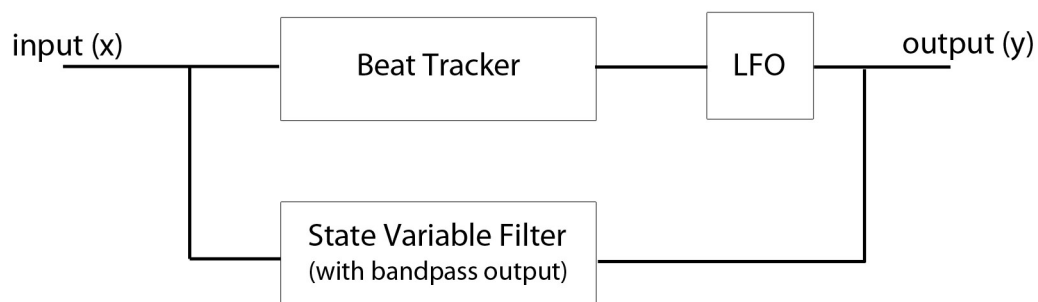 input (x)
Beat Tracker
LFO
output (y)
State Variable Filter
(with bandpass output)